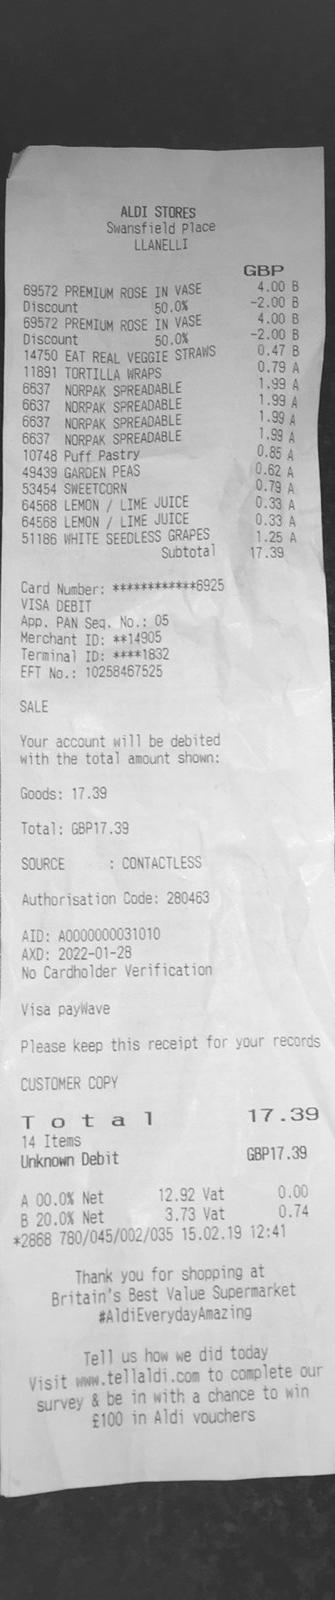 ALDI STORES
Swansfield Place
LLANELLI
GBP
69572 PREMIUM ROSE IN VASE 4.00 B
Discount 50.0% -2.00 B
69572 PREMIUM ROSE IN VASE 4.00 B
Discount 50.0% -2.00 B
14750 EAT REAL VEGGIE STRAWS 0.47 B
11891 TORTILLA WRAPS 0.79 A
6637 NORPAK SPREADABLE 1.99 A
6637 NORPAK SPREADABLE 1.99 A
6637 NORPAK SPREADABLE 1.99 A
6637 NORPAK SPREADABLE 1.99 A
10748 Puff Pastry 0.85 A
49439 GARDEN PEAS 0.62 A
53454 SWEETCORN 0.79 A
64568 LEMON / LIME JUICE 0.33 A
64568 LEMON / LIME JUICE 0.33 A
51186 WHITE SEEDLESS GRAPES 1.25 A
Subtotal 17.39
Card Number: ************6925
VISA DEBIT
App. PAN Seq. No.: 05
Merchant ID: **14905
Terminal ID: ****1832
EFT No.: 10258467525
SALE
Your account will be debited
with the total amount shown:
Goods: 17.39
Total: GBP17.39
SOURCE : CONTACTLESS
Authorisation Code: 280463
AID: A0000000031010
AXD: 2022-01-28
No Cardholder Verification
Visa payWave
Please keep this receipt for your records
CUSTOMER COPY
Total 17.39
14 Items
Unknown Debit GBP17.39
A 00.0% Net 12.92 Vat 0.00
B 20.0% Net 3.73 Vat 0.74
*2868 780/045/002/035 15.02.19 12:41
Thank you for shopping at
Britain's Best Value Supermarket
#AldiEverydayAmazing
Tell us how we did today
Visit www.tellaldi.com to complete our
survey & be in with a chance to win
£100 in Aldi vouchers